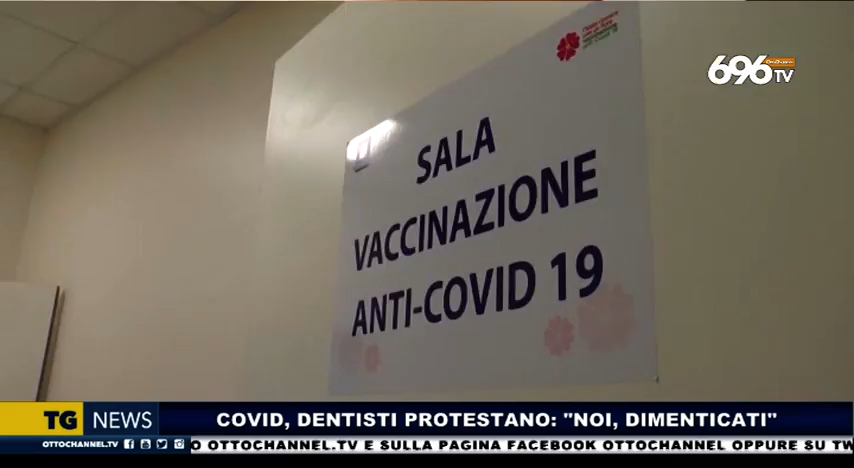 696 TV
OttoChannel
SALA
VACCINAZIONE
ANTI-COVID 19
TG NEWS
COVID, DENTISTI PROTESTANO: "NOI, DIMENTICATI"
OTTOCHANNEL.TV
O OTTOCHANNEL.TV E SULLA PAGINA FACEBOOK OTTOCHANNEL OPPURE SU TW